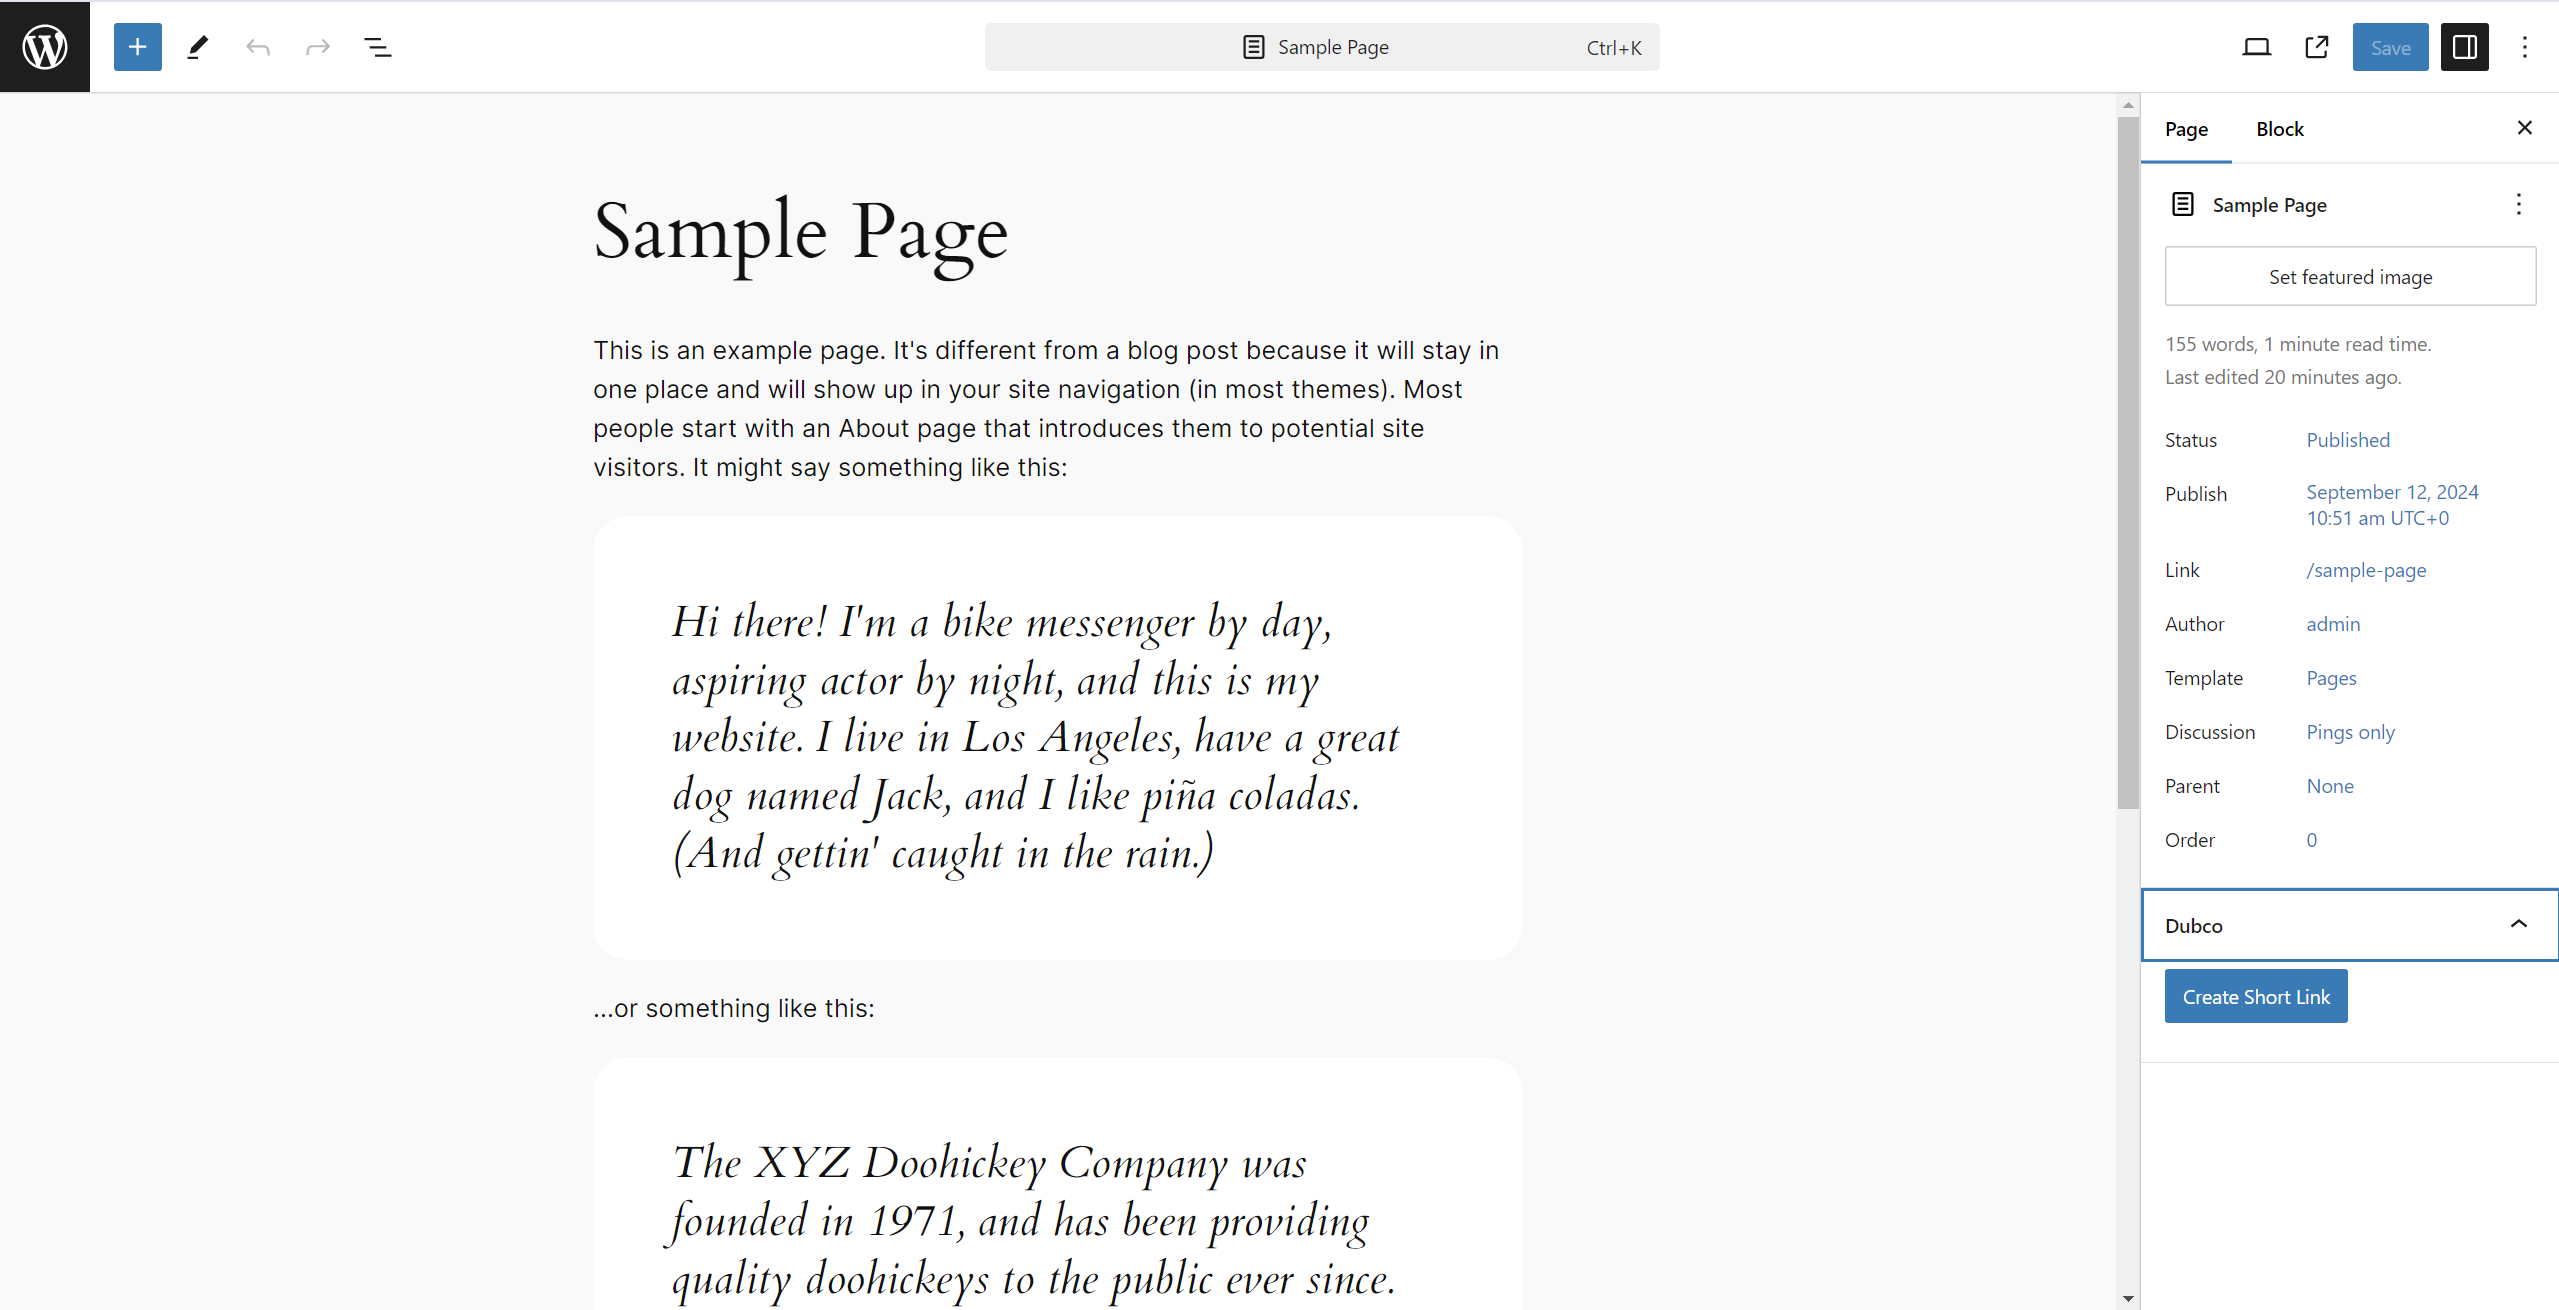 Sample Page Ctrl+K
Save
Sample Page
This is an example page. It's different from a blog post because it will stay in
one place and will show up in your site navigation (in most themes). Most
people start with an About page that introduces them to potential site
visitors. It might say something like this:
Hi there! I'm a bike messenger by day,
aspiring actor by night, and this is my
website. I live in Los Angeles, have a great
dog named Jack, and I like piña coladas.
(And gettin' caught in the rain.)
...or something like this:
The XYZ Doohickey Company was
founded in 1971, and has been providing
quality doohickeys to the public ever since.
Page Block
Sample Page
Set featured image
155 words, 1 minute read time.
Last edited 20 minutes ago.
Status Published
Publish September 12, 2024
10:51 am UTC+0
Link /sample-page
Author admin
Template Pages
Discussion Pings only
Parent None
Order 0
Dubco
Create Short Link